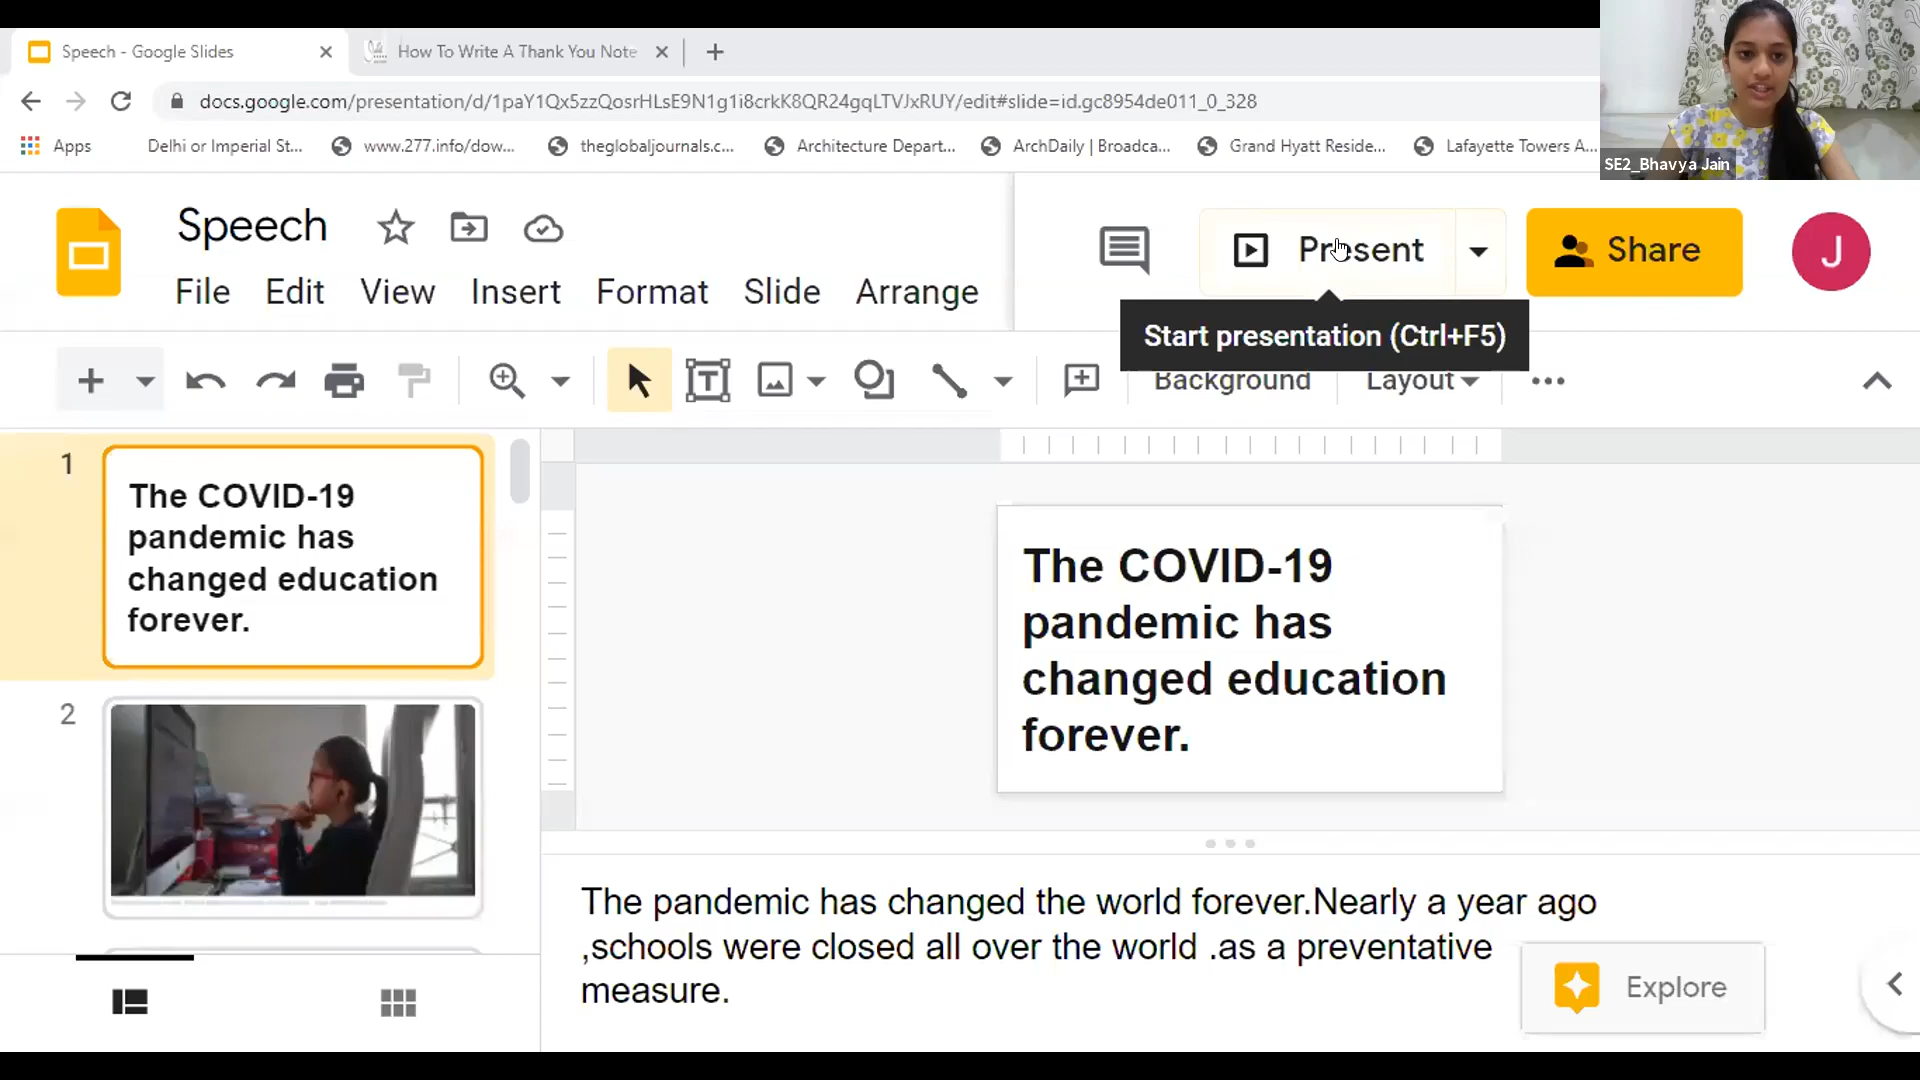 Speech - Google Slides
How To Write A Thank You Note
docs.google.com/presentation/d/1paY1Qx5zzQosrHLsE9N1g1i8crkK8QR24gqLTVJxRUY/edit#slide=id.gc8954de011_0_328
Apps
Delhi or Imperial St...
www.277.info/dow...
theglobaljournals.c...
Architecture Depart...
ArchDaily | Broadca...
Grand Hyatt Reside...
Lafayette Towers A...
SE2_Bhavya Jain
Speech
Present
Share
J
File Edit View Insert Format Slide Arrange
Start presentation (Ctrl+F5)
Background
Layout
1
The COVID-19
pandemic has
changed education
forever.
2
The COVID-19
pandemic has
changed education
forever.
The pandemic has changed the world forever.Nearly a year ago
,schools were closed all over the world .as a preventative
measure.
Explore